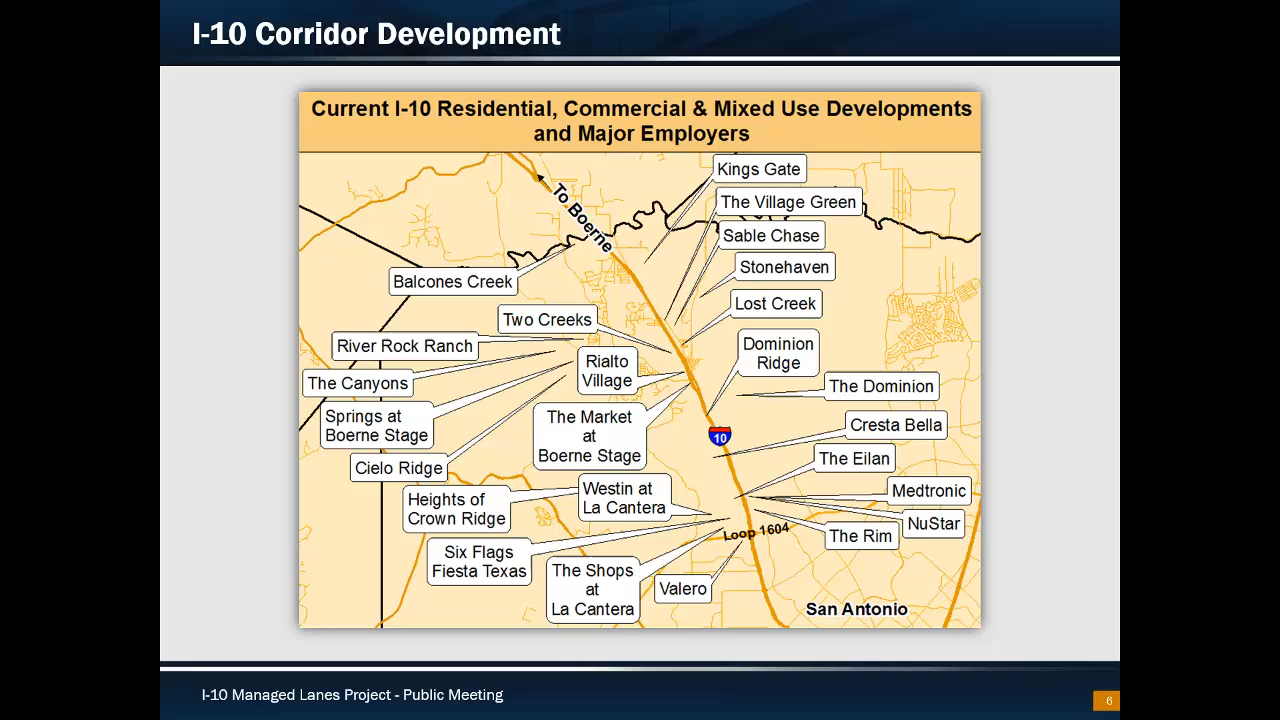 I-10 Corridor Development
Current I-10 Residential, Commercial & Mixed Use Developments
and Major Employers
Kings Gate
The Village Green
To Boerne
Sable Chase
Stonehaven
Balcones Creek
Lost Creek
Two Creeks
River Rock Ranch
Dominion
Ridge
Rialto
Village
The Canyons
The Dominion
Springs at
Boerne Stage
The Market
at
Boerne Stage
Cresta Bella
10
The Eilan
Cielo Ridge
Heights of
Crown Ridge
Westin at
La Cantera
Medtronic
NuStar
The Rim
Loop 1604
Six Flags
Fiesta Texas
The Shops
at
La Cantera
Valero
San Antonio
I-10 Managed Lanes Project - Public Meeting
6